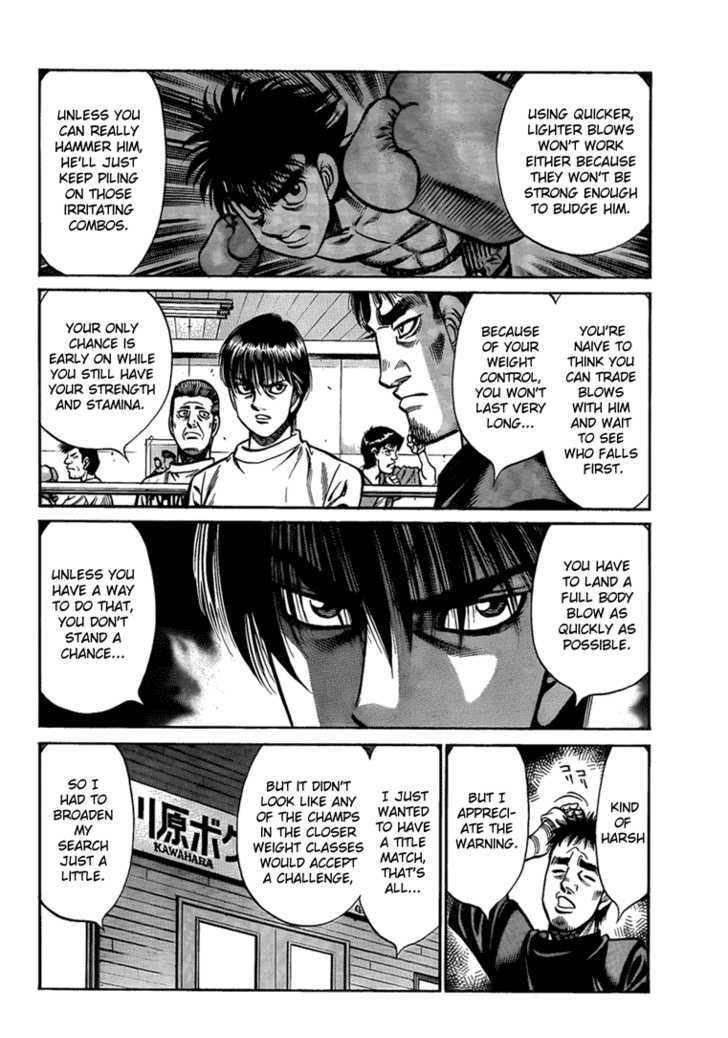 USING QUICKER,
LIGHTER BLOWS
WON'T WORK
EITHER BECAUSE
THEY WON'T BE
STRONG ENOUGH
TO BUDGE HIM.
UNLESS YOU
CAN REALLY
HAMMER HIM,
HE'LL JUST
KEEP PILING
ON THOSE
IRRITATING
COMBOS.
YOU'RE
NAIVE TO
THINK YOU
CAN TRADE
BLOWS
WITH HIM
AND WAIT
TO SEE
WHO FALLS
FIRST.
BECAUSE
OF YOUR
WEIGHT
CONTROL,
YOU WON'T
LAST VERY
LONG...
YOUR ONLY
CHANCE IS
EARLY ON WHILE
YOU STILL HAVE
YOUR STRENGTH
AND STAMINA.
YOU HAVE
TO LAND A
FULL BODY
BLOW AS
QUICKLY AS
POSSIBLE.
UNLESS YOU
HAVE A WAY
TO DO THAT,
YOU DON'T
STAND A
CHANCE...
KIND
OF
HARSH
BUT I
APPRECI-
ATE THE
WARNING.
I JUST
WANTED
TO HAVE
A TITLE
MATCH,
THAT'S
ALL...
BUT IT DIDN'T
LOOK LIKE ANY
OF THE CHAMPS
IN THE CLOSER
WEIGHT CLASSES
WOULD ACCEPT
A CHALLENGE,
川原ボク
KAWAHARA
SO I
HAD TO
BROADEN
MY
SEARCH
JUST A
LITTLE.